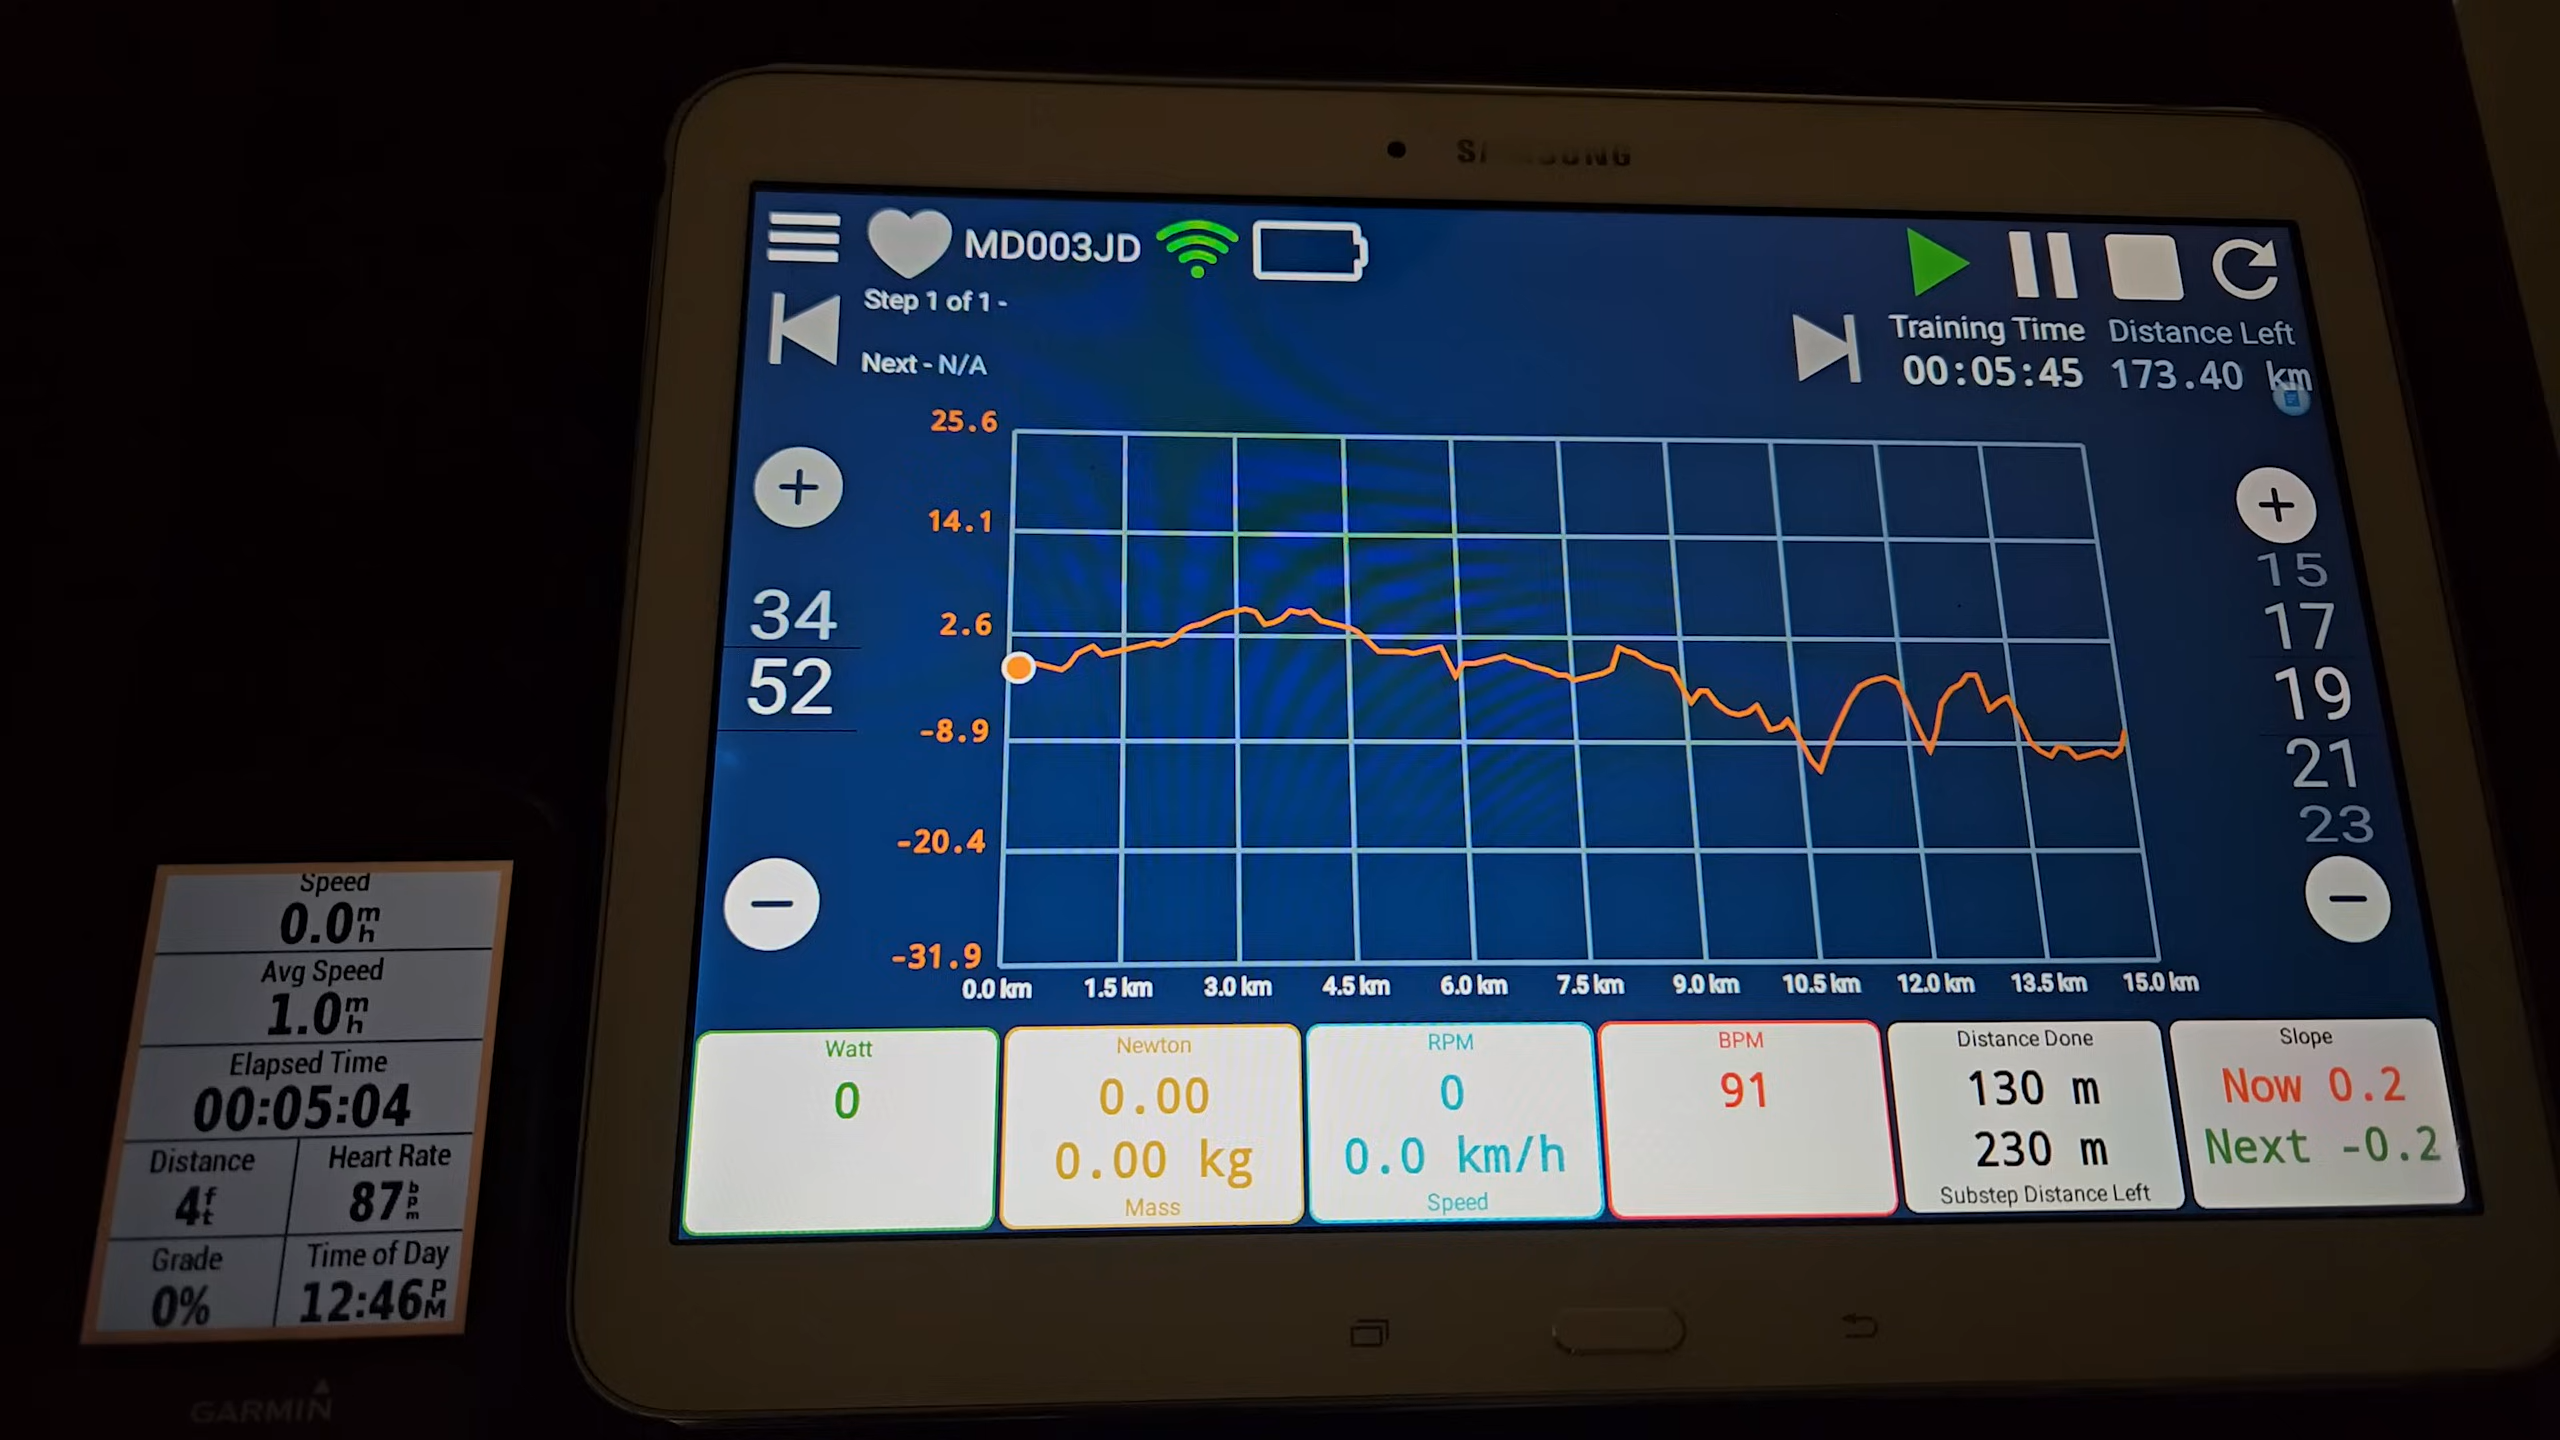 SAMSUNG
MD003JD
Step 1 of 1 -
Next - N/A
Training Time
00:05:45
Distance Left
173.40 km
25.6
14.1
2.6
-8.9
-20.4
-31.9
34
52
15
17
19
21
23
0.0 km 1.5 km 3.0 km 4.5 km 6.0 km 7.5 km 9.0 km 10.5 km 12.0 km 13.5 km 15.0 km
Watt
0
Newton
0.00
0.00 kg
Mass
RPM
0
0.0 km/h
Speed
BPM
91
Distance Done
130 m
230 m
Substep Distance Left
Slope
Now 0.2
Next -0.2
Speed
0.0 mh
Avg Speed
1.0 mh
Elapsed Time
00:05:04
Distance
4 ft
Heart Rate
87 bpm
Grade
0%
Time of Day
12:46 PM
GARMIN